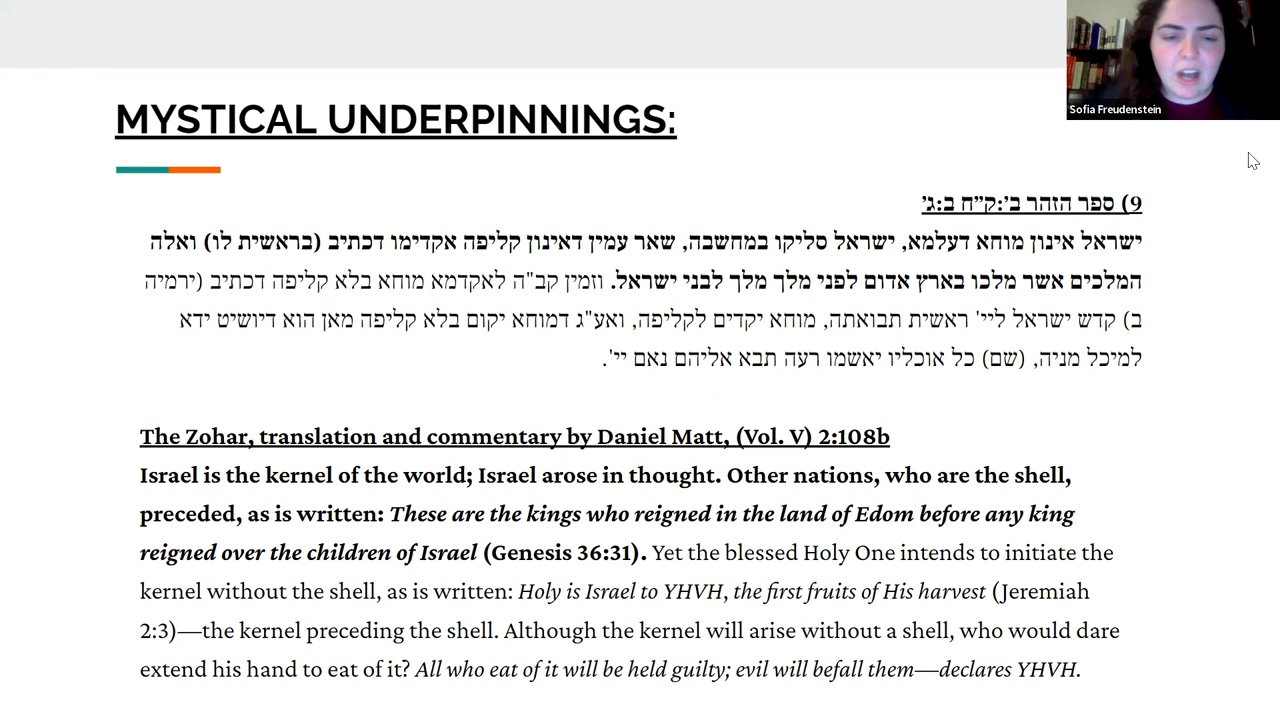 Sofia Freudenstein
MYSTICAL UNDERPINNINGS:
9) ספר הזהר ב':ק״ח ב:ג'
ישראל אינון מוחא דעלמא, ישראל סליקו במחשבה, שאר עמין דאינון קליפה אקדימו דכתיב (בראשית לו) ואלה
המלכים אשר מלכו בארץ אדום לפני מלך מלך לבני ישראל. וזמין קב"ה לאקדמא מוחא בלא קליפה דכתיב (ירמיה
ב) קדש ישראל ליי' ראשית תבואתה, מוחא יקדים לקליפה, ואע"ג דמוחא יקום בלא קליפה מאן הוא דיושיט ידא
למיכל מניה, (שם) כל אוכליו יאשמו רעה תבא אליהם נאם יי'.
The Zohar, translation and commentary by Daniel Matt, (Vol. V) 2:108b
Israel is the kernel of the world; Israel arose in thought. Other nations, who are the shell,
preceded, as is written: These are the kings who reigned in the land of Edom before any king
reigned over the children of Israel (Genesis 36:31). Yet the blessed Holy One intends to initiate the
kernel without the shell, as is written: Holy is Israel to YHVH, the first fruits of His harvest (Jeremiah
2:3)—the kernel preceding the shell. Although the kernel will arise without a shell, who would dare
extend his hand to eat of it? All who eat of it will be held guilty; evil will befall them—declares YHVH.